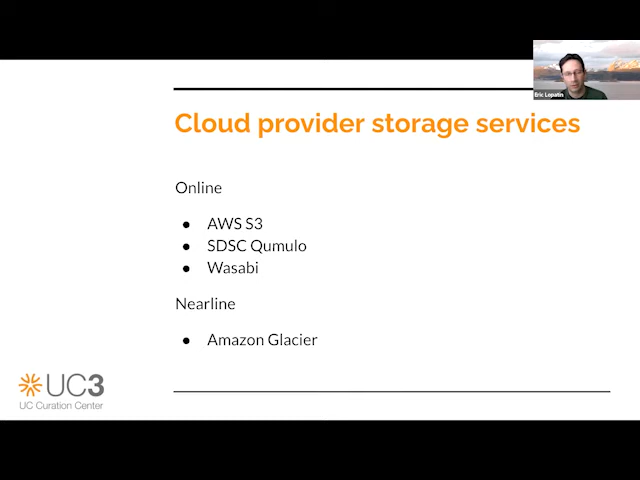 Eric Lopatin
Cloud provider storage services
Online
● AWS S3
● SDSC Qumulo
● Wasabi
Nearline
● Amazon Glacier
UC3
UC Curation Center